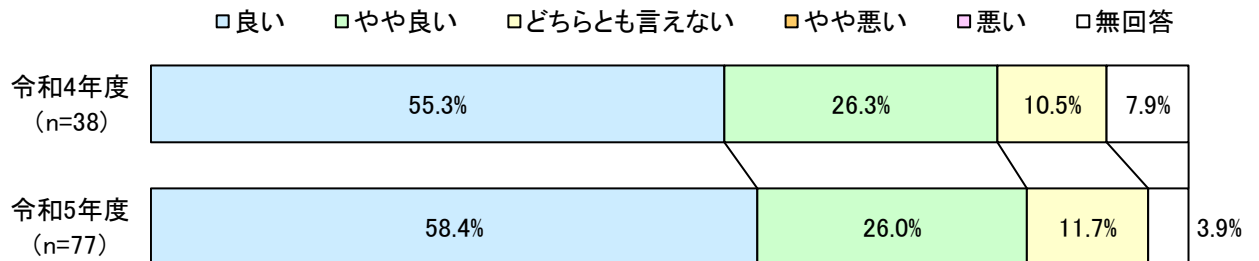 良い やや良い どちらとも言えない やや悪い 悪い 無回答
令和4年度
(n=38)
55.3% 26.3% 10.5% 7.9%
令和5年度
(n=77)
58.4% 26.0% 11.7% 3.9%